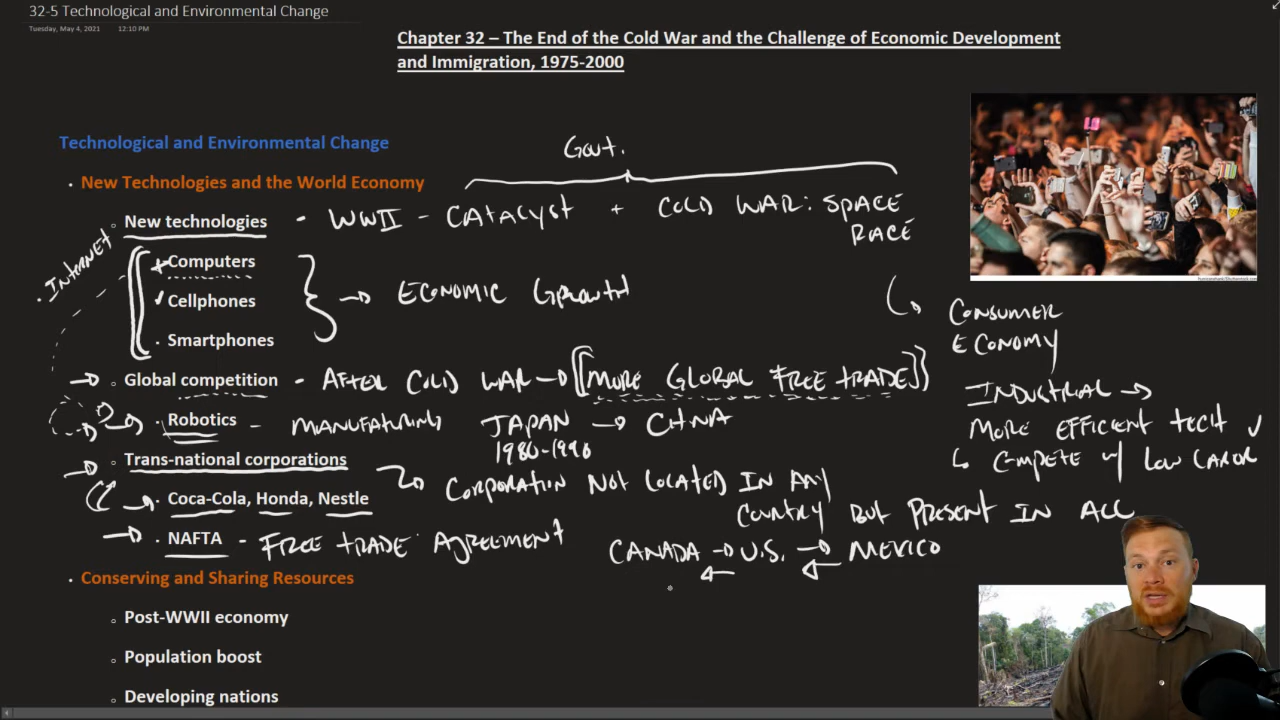 32-5 Technological and Environmental Change
Tuesday, May 4, 2021 12:10 PM
Chapter 32 – The End of the Cold War and the Challenge of Economic Development
and Immigration, 1975-2000
Technological and Environmental Change
Govt.
New Technologies and the World Economy
New technologies - WWII - CATALYST + COLD WAR: SPACE
RACE
INTERNET
Computers
Cellphones → ECONOMIC GROWTH
Smartphones
CONSUMER
ECONOMY
Global competition - AFTER COLD WAR → [[MORE GLOBAL FREE TRADE]]
INDUSTRIAL →
MORE EFFICIENT TECH ✓
COMPETE W/ LOW LABOR
Robotics - MANUFATURING JAPAN → CHINA
1980-1990
Trans-national corporations
CORPORATION NOT LOCATED IN ANY
COUNTRY BUT PRESENT IN ALL
Coca-Cola, Honda, Nestle
NAFTA - FREE TRADE AGREEMENT CANADA → U.S. → MEXICO
Conserving and Sharing Resources
Post-WWII economy
Population boost
Developing nations